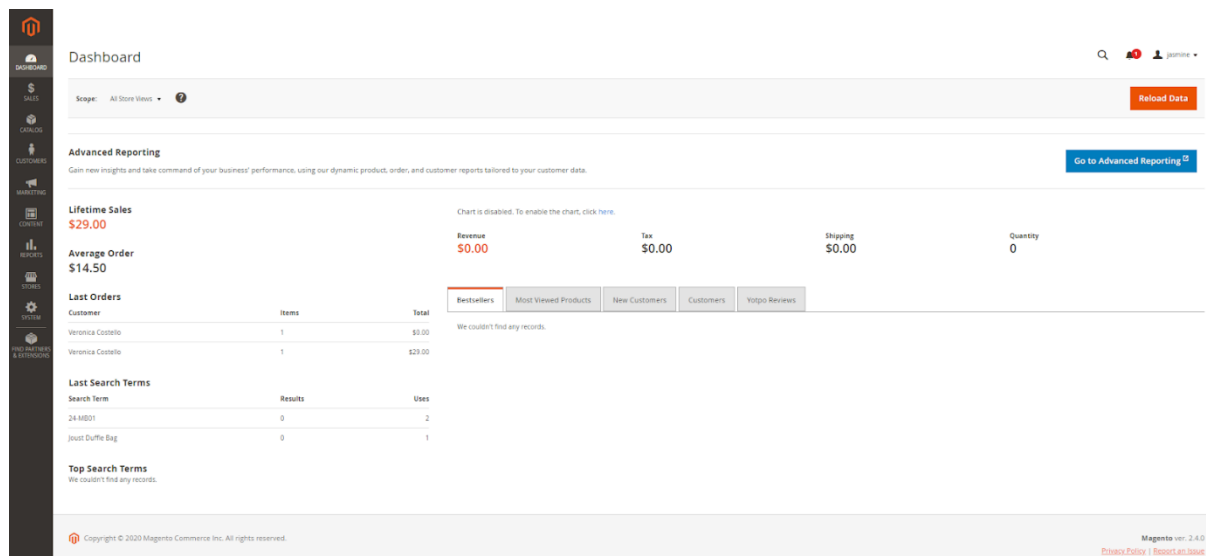 Dashboard
1
jasmine
DASHBOARD
SALES
CATALOG
CUSTOMERS
MARKETING
CONTENT
REPORTS
STORES
SYSTEM
FIND PARTNERS
& EXTENSIONS
Scope: All Store Views ?
Reload Data
Advanced Reporting
Gain new insights and take command of your business' performance, using our dynamic product, order, and customer reports tailored to your customer data.
Go to Advanced Reporting
Lifetime Sales
$29.00
Average Order
$14.50
Last Orders
Customer Items Total
Veronica Costello 1 $0.00
Veronica Costello 1 $29.00
Last Search Terms
Search Term Results Uses
24-MB01 0 2
Joust Duffle Bag 0 1
Top Search Terms
We couldn't find any records.
Chart is disabled. To enable the chart, click here.
Revenue Tax Shipping Quantity
$0.00 $0.00 $0.00 0
Bestsellers Most Viewed Products New Customers Customers Yotpo Reviews
We couldn't find any records.
Copyright © 2020 Magento Commerce Inc. All rights reserved.
Magento ver. 2.4.0
Privacy Policy | Report an Issue